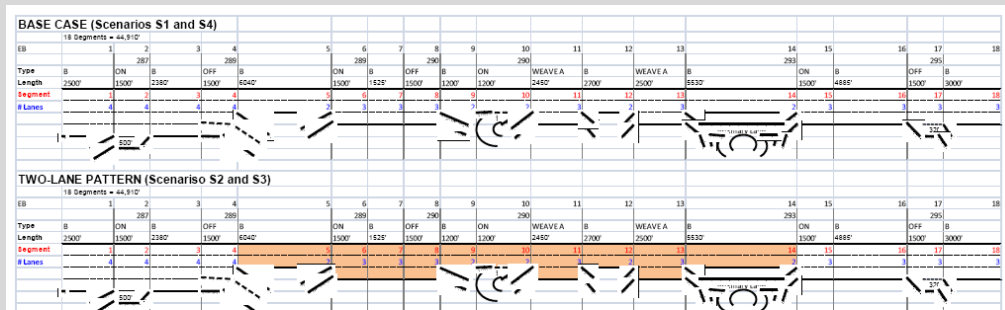 BASE CASE (Scenarios S1 and S4)
18 Segments = 44,910'
EB 1 2 3 4 5 6 7 8 9 10 11 12 13 14 15 16 17 18
287 289 289 290 290 293 295
Type B ON B OFF B ON B OFF B ON WEAVE A B WEAVE A B ON B OFF B
Length 2500' 1500' 2380' 1500' 6040' 1500' 1525' 1500' 1200' 1200' 2450' 2700' 2500' 5530' 1500' 4885' 1500' 3000'
Segment 1 2 3 4 5 6 7 8 9 10 11 12 13 14 15 16 17 18
# Lanes 4 4 4 4 2 3 3 3 2 2 3 2 3 2 3 3 3 3
500'
TWO-LANE PATTERN (Scenariso S2 and S3)
18 Segments = 44,910'
EB 1 2 3 4 5 6 7 8 9 10 11 12 13 14 15 16 17 18
287 289 289 290 290 293 295
Type B ON B OFF B ON B OFF B ON WEAVE A B WEAVE A B ON B OFF B
Length 2500' 1500' 2380' 1500' 6040' 1500' 1525' 1500' 1200' 1200' 2450' 2700' 2500' 5530' 1500' 4885' 1500' 3000'
Segment 1 2 3 4 5 6 7 8 9 10 11 12 13 14 15 16 17 18
# Lanes 4 4 4 4 2 3 3 3 2 2 3 2 3 2 3 3 3 3
500'